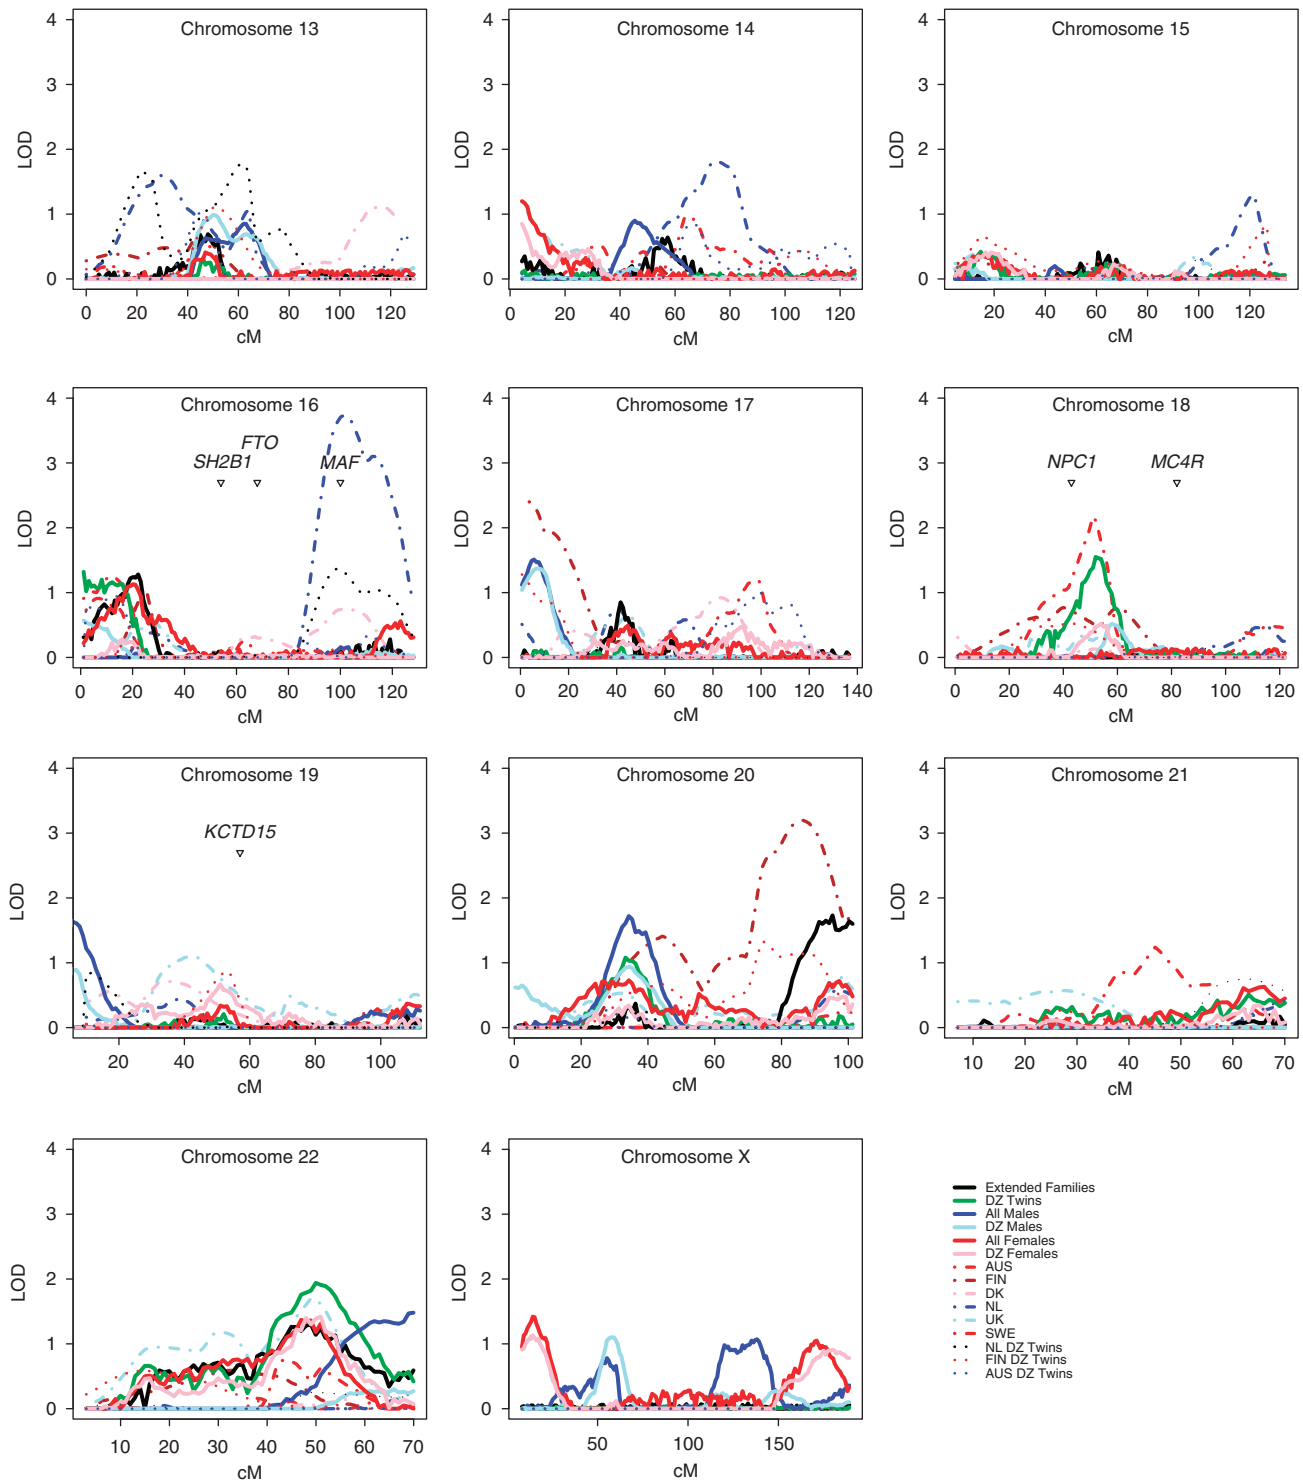 Chromosome 13
LOD
4
3
2
1
0
0 20 40 60 80 100 120
cM
Chromosome 14
LOD
4
3
2
1
0
0 20 40 60 80 100 120
cM
Chromosome 15
LOD
4
3
2
1
0
20 40 60 80 100 120
cM
Chromosome 16
FTO
SH2B1
MAF
LOD
4
3
2
1
0
0 20 40 60 80 100 120
cM
Chromosome 17
LOD
4
3
2
1
0
0 20 40 60 80 100 120 140
cM
Chromosome 18
NPC1 MC4R
LOD
4
3
2
1
0
0 20 40 60 80 100 120
cM
Chromosome 19
KCTD15
LOD
4
3
2
1
0
20 40 60 80 100
cM
Chromosome 20
LOD
4
3
2
1
0
0 20 40 60 80 100
cM
Chromosome 21
LOD
4
3
2
1
0
10 20 30 40 50 60 70
cM
Chromosome 22
LOD
4
3
2
1
0
10 20 30 40 50 60 70
cM
Chromosome X
LOD
4
3
2
1
0
50 100 150
cM
Extended Families
DZ Twins
All Males
DZ Males
All Females
DZ Females
AUS
FIN
DK
NL
UK
SWE
NL DZ Twins
FIN DZ Twins
AUS DZ Twins